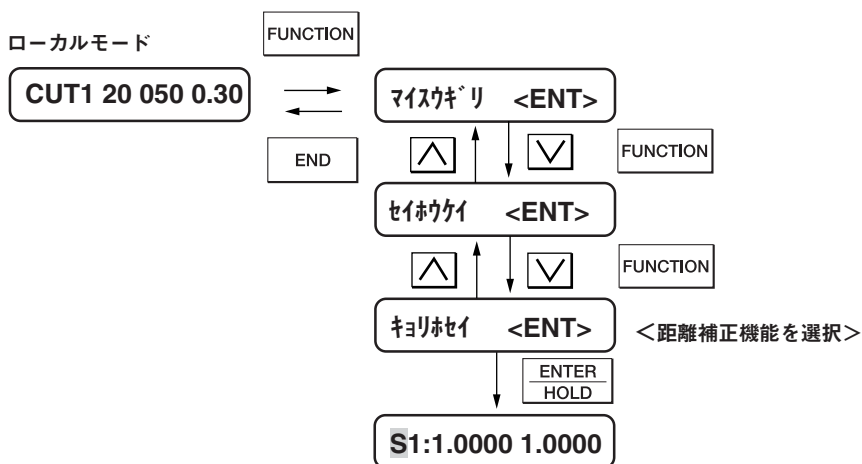 FUNCTION
ローカルモード
CUT1 20 050 0.30
ﾏｲｽｳｷﾞﾘ <ENT>
END
FUNCTION
ｾｲﾎｳｹｲ <ENT>
FUNCTION
ｷｮﾘﾎｾｲ <ENT>
＜距離補正機能を選択＞
ENTER
HOLD
S1:1.0000 1.0000